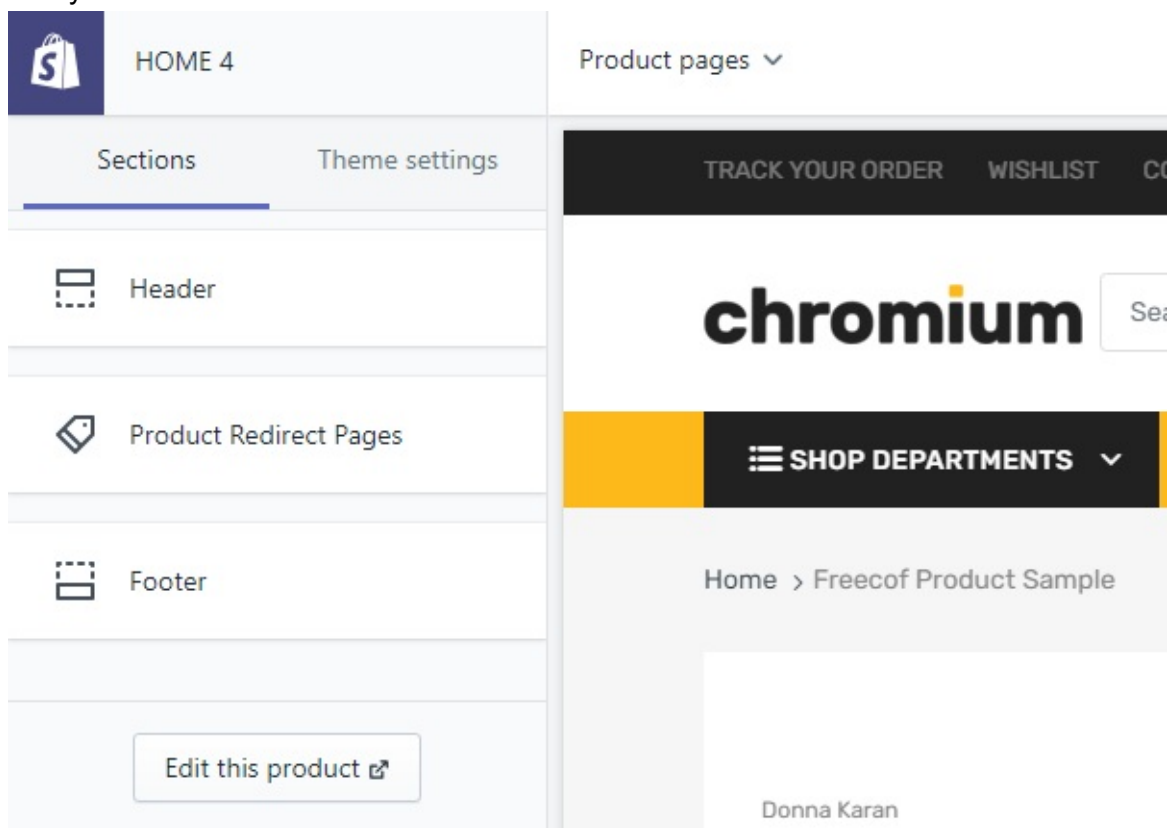 HOME 4
Product pages
Sections Theme settings
TRACK YOUR ORDER WISHLIST
Header
chromium
Product Redirect Pages
SHOP DEPARTMENTS
Footer
Home > Freecof Product Sample
Edit this product
Donna Karan